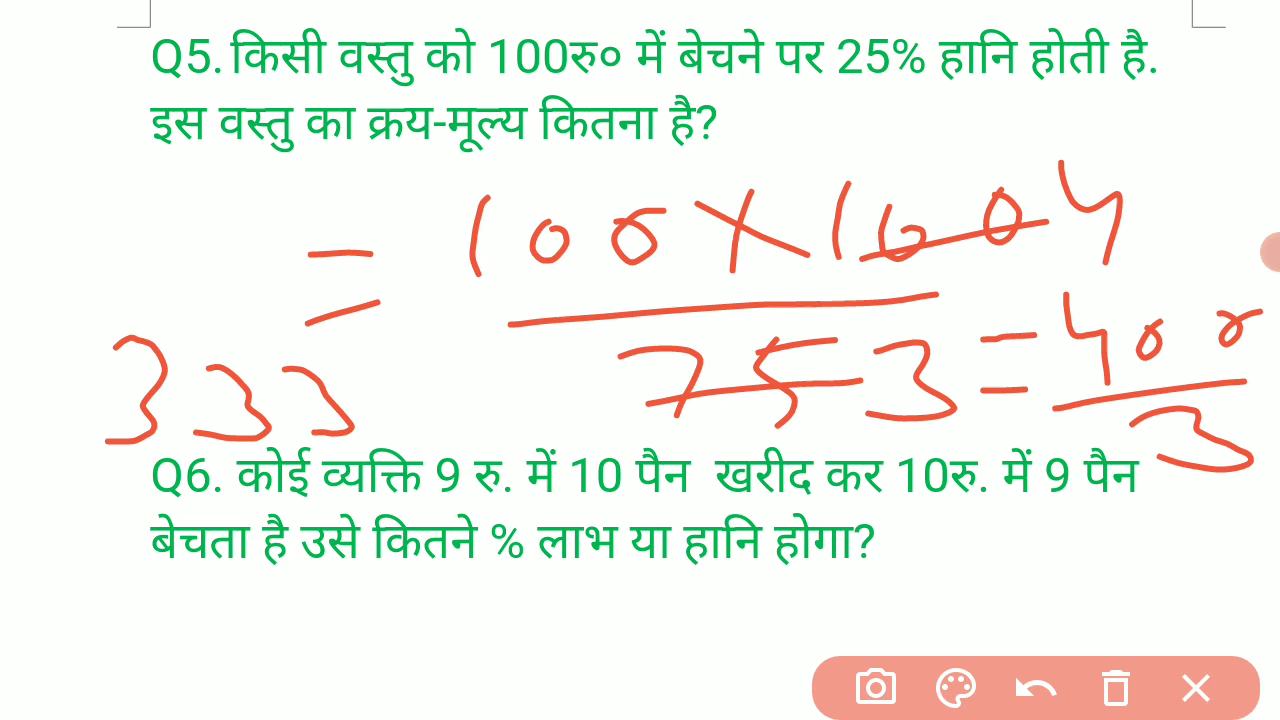 Q5. किसी वस्तु को 100रु० में बेचने पर 25% हानि होती है.
इस वस्तु का क्रय-मूल्य कितना है?
= 100 X 100 4
75 3 = 400
3
333
Q6. कोई व्यक्ति 9 रु. में 10 पैन खरीद कर 10रु. में 9 पैन
बेचता है उसे कितने % लाभ या हानि होगा?